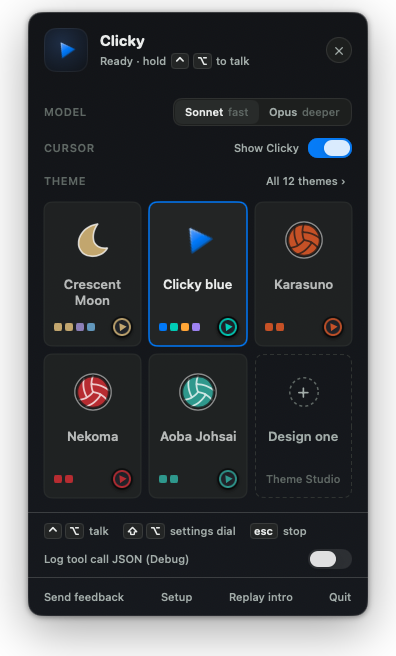 Clicky
Ready · hold ^ ⌥ to talk
MODEL Sonnet fast Opus deeper
CURSOR Show Clicky
THEME All 12 themes ›
Crescent
Moon
Clicky blue
Karasuno
Nekoma
Aoba Johsai
Design one
Theme Studio
^ ⌥ talk ⇧ ⌥ settings dial esc stop
Log tool call JSON (Debug)
Send feedback Setup Replay intro Quit